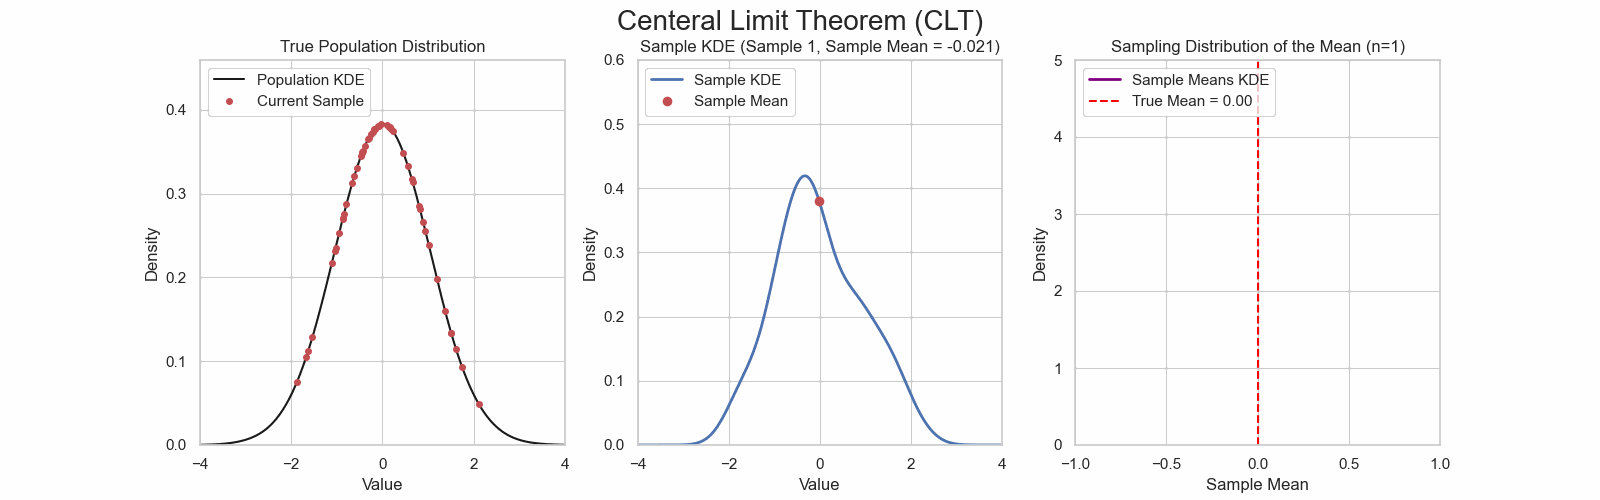 Centeral Limit Theorem (CLT)
True Population Distribution
Population KDE
Current Sample
Density
0.4
0.3
0.2
0.1
0.0
−4 −2 0 2 4
Value
Sample KDE (Sample 1, Sample Mean = -0.021)
Sample KDE
Sample Mean
Density
0.6
0.5
0.4
0.3
0.2
0.1
0.0
−4 −2 0 2 4
Value
Sampling Distribution of the Mean (n=1)
Sample Means KDE
True Mean = 0.00
Density
5
4
3
2
1
0
−1.0 −0.5 0.0 0.5 1.0
Sample Mean